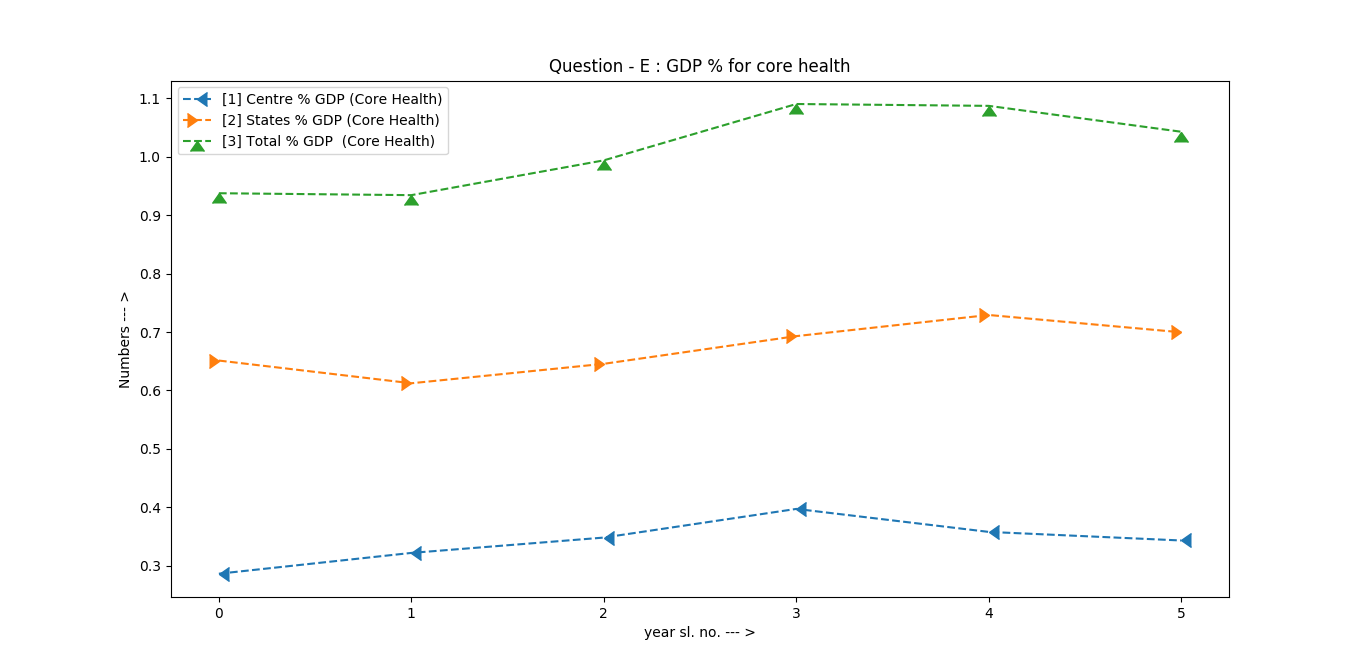 Question - E : GDP % for core health
[1] Centre % GDP (Core Health)
[2] States % GDP (Core Health)
[3] Total % GDP  (Core Health)
1.1
1.0
0.9
0.8
0.7
0.6
0.5
0.4
0.3
Numbers --- >
0 1 2 3 4 5
year sl. no. --- >